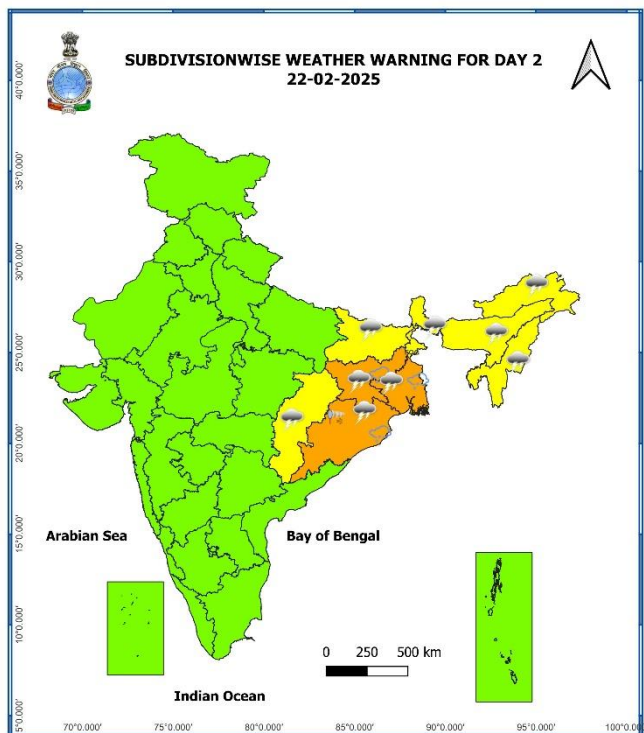 SUBDIVISIONWISE WEATHER WARNING FOR DAY 2
22-02-2025
40°0.000'
35°0.000'
30°0.000'
25°0.000'
20°0.000'
15°0.000'
10°0.000'
5°0.000'
Arabian Sea
Bay of Bengal
0 250 500 km
Indian Ocean
70°0.000' 75°0.000' 80°0.000' 85°0.000' 90°0.000' 95°0.000' 100°0.000'